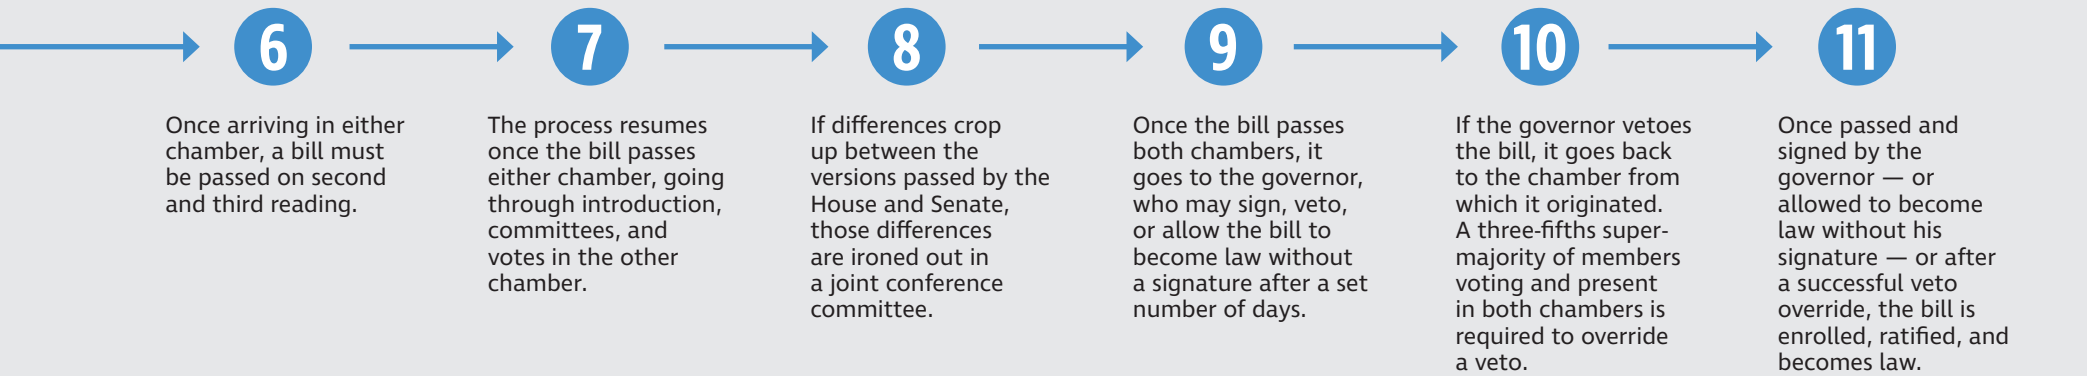 6
Once arriving in either
chamber, a bill must
be passed on second
and third reading.
7
The process resumes
once the bill passes
either chamber, going
through introduction,
committees, and
votes in the other
chamber.
8
If differences crop
up between the
versions passed by the
House and Senate,
those differences
are ironed out in
a joint conference
committee.
9
Once the bill passes
both chambers, it
goes to the governor,
who may sign, veto,
or allow the bill to
become law without
a signature after a set
number of days.
10
If the governor vetoes
the bill, it goes back
to the chamber from
which it originated.
A three-fifths super-
majority of members
voting and present
in both chambers is
required to override
a veto.
11
Once passed and
signed by the
governor — or
allowed to become
law without his
signature — or after
a successful veto
override, the bill is
enrolled, ratified, and
becomes law.